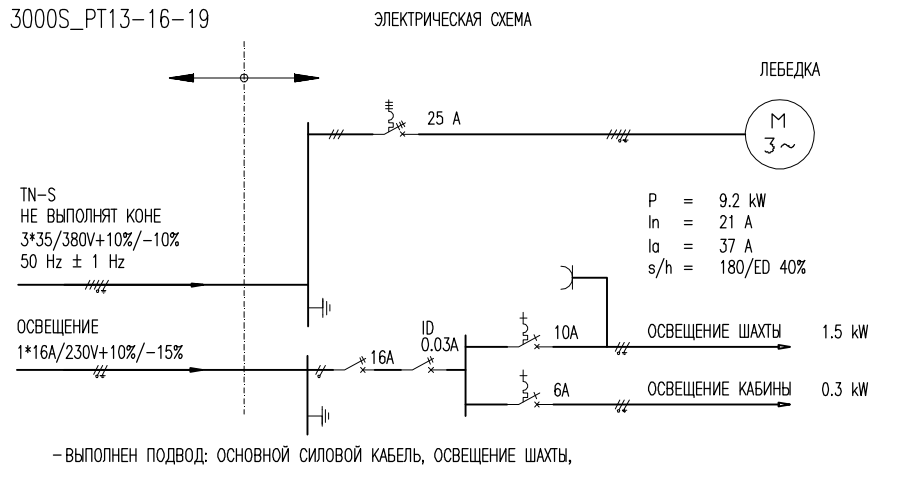 3000S_PT13-16-19
ЭЛЕКТРИЧЕСКАЯ СХЕМА
ЛЕБЕДКА
25 A
M
3~
TN-S
НЕ ВЫПОЛНЯТ КОНЕ
3*35/380V+10%/-10%
50 Hz ± 1 Hz
P = 9.2 kW
In = 21 A
Ia = 37 A
s/h = 180/ED 40%
ОСВЕЩЕНИЕ
1*16A/230V+10%/-15%
16A
ID
0.03A
10A
ОСВЕЩЕНИЕ ШАХТЫ 1.5 kW
6A
ОСВЕЩЕНИЕ КАБИНЫ 0.3 kW
-ВЫПОЛНЕН ПОДВОД: ОСНОВНОЙ СИЛОВОЙ КАБЕЛЬ, ОСВЕЩЕНИЕ ШАХТЫ,